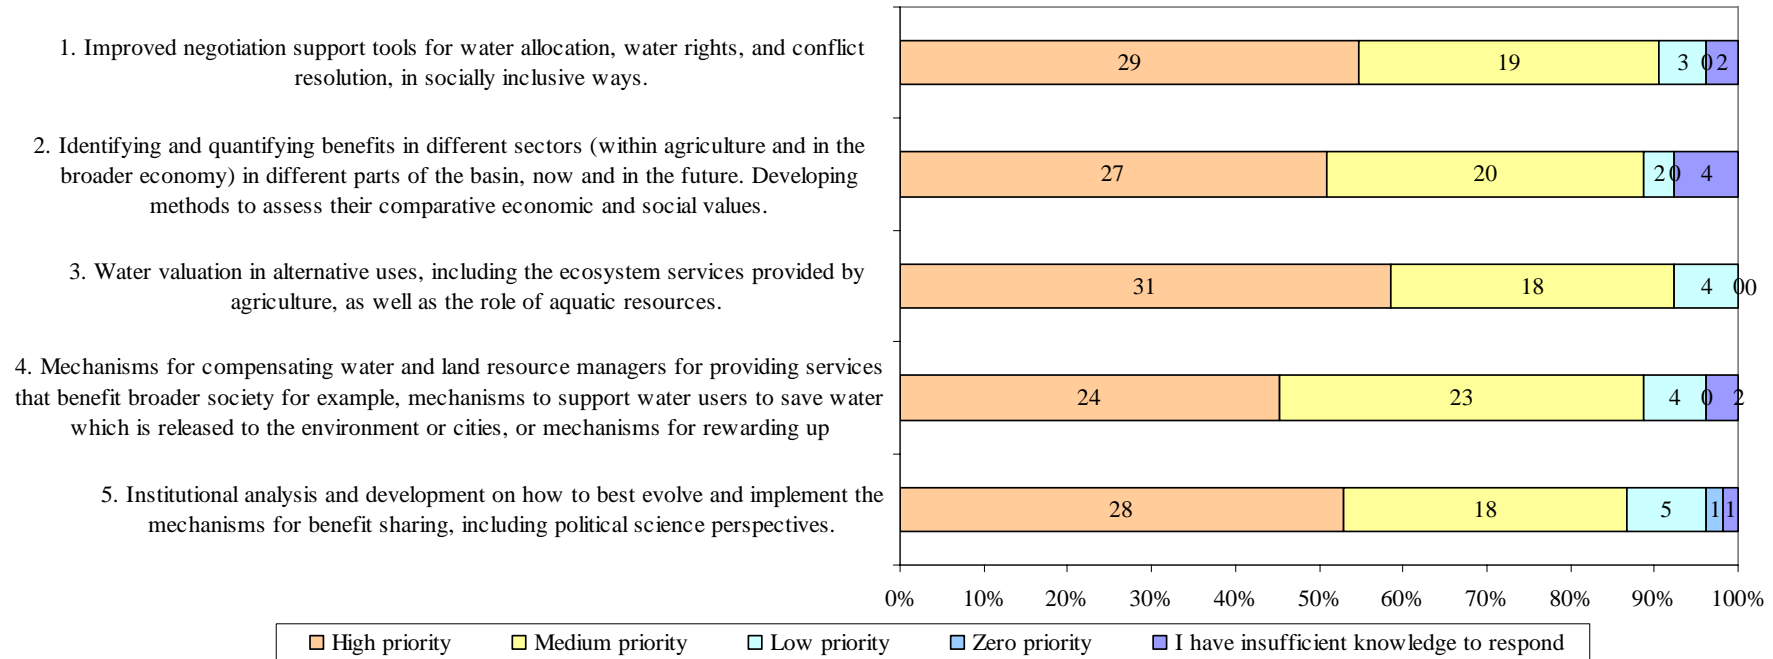 1. Improved negotiation support tools for water allocation, water rights, and conflict
resolution, in socially inclusive ways.
29 19 3 0 2
2. Identifying and quantifying benefits in different sectors (within agriculture and in the
broader economy) in different parts of the basin, now and in the future. Developing
methods to assess their comparative economic and social values.
27 20 2 0 4
3. Water valuation in alternative uses, including the ecosystem services provided by
agriculture, as well as the role of aquatic resources.
31 18 4 0 0
4. Mechanisms for compensating water and land resource managers for providing services
that benefit broader society for example, mechanisms to support water users to save water
which is released to the environment or cities, or mechanisms for rewarding up
24 23 4 0 2
5. Institutional analysis and development on how to best evolve and implement the
mechanisms for benefit sharing, including political science perspectives.
28 18 5 1 1
0% 10% 20% 30% 40% 50% 60% 70% 80% 90% 100%
High priority Medium priority Low priority Zero priority I have insufficient knowledge to respond